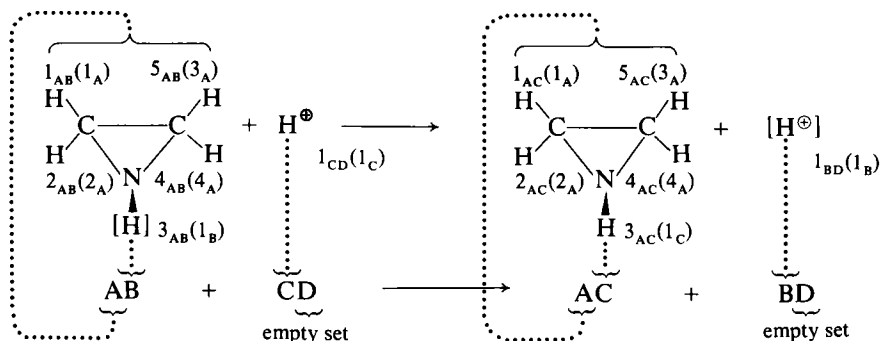 1AB(1A) 5AB(3A) 1AC(1A) 5AC(3A)
H H H H
C C + H⊕ ⟶ C C + [H⊕]
H H 1CD(1C) H H 1BD(1B)
2AB(2A) N 4AB(4A) 2AC(2A) N 4AC(4A)
[H] 3AB(1B) H 3AC(1C)
AB + CD ⟶ AC + BD
empty set empty set